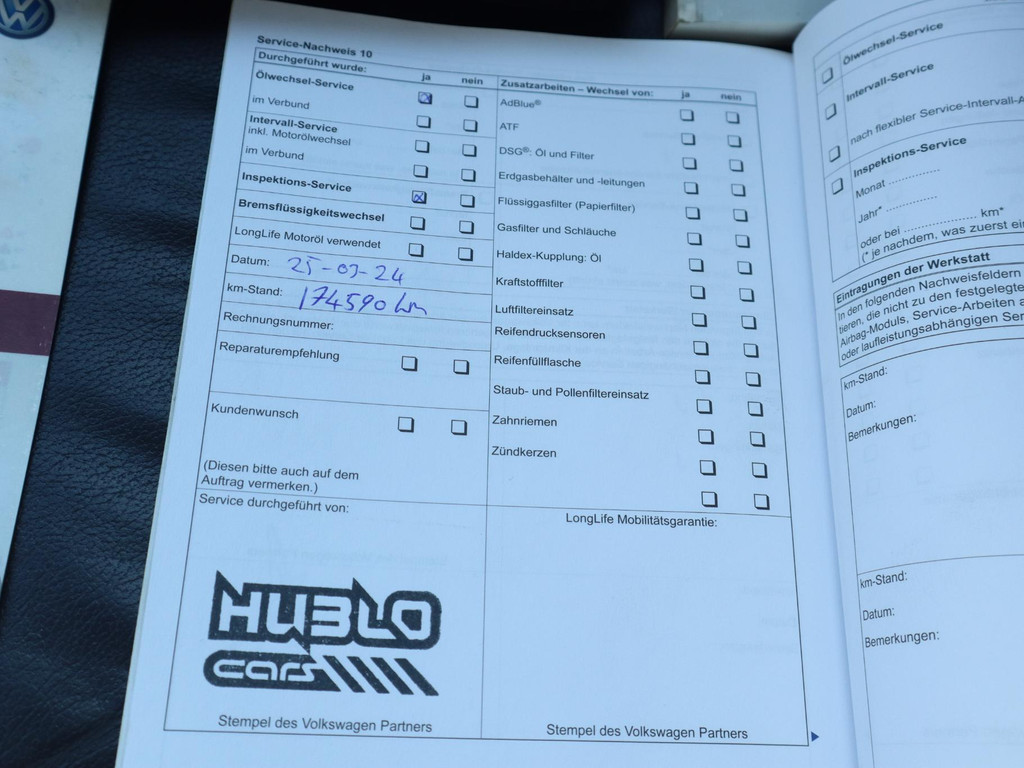 Service-Nachweis 10
Durchgeführt wurde: ja nein
Ölwechsel-Service
im Verbund
Intervall-Service
inkl. Motorölwechsel
im Verbund
Inspektions-Service
Bremsflüssigkeitswechsel
LongLife Motoröl verwendet
Datum: 25-03-24
km-Stand: 174590 km
Rechnungsnummer:
Reparaturempfehlung
Kundenwunsch
(Diesen bitte auch auf dem
Auftrag vermerken.)
Service durchgeführt von:
HUBLO
cars
Stempel des Volkswagen Partners
Zusatzarbeiten – Wechsel von: ja nein
AdBlue®
ATF
DSG®: Öl und Filter
Erdgasbehälter und -leitungen
Flüssiggasfilter (Papierfilter)
Gasfilter und Schläuche
Haldex-Kupplung: Öl
Kraftstofffilter
Luftfiltereinsatz
Reifendrucksensoren
Reifenfüllflasche
Staub- und Pollenfiltereinsatz
Zahnriemen
Zündkerzen
LongLife Mobilitätsgarantie:
Stempel des Volkswagen Partners
Ölwechsel-Service
Intervall-Service
nach flexibler Service-Intervall-A
Inspektions-Service
Monat ...............
Jahr* ..............
oder bei .................... km*
(* je nachdem, was zuerst ein
Eintragungen der Werkstatt
In den folgenden Nachweisfeldern
tieren, die nicht zu den festgelegte
Airbag-Moduls, Service-Arbeiten a
oder laufleistungsabhängigen Ser
km-Stand:
Datum:
Bemerkungen:
km-Stand:
Datum:
Bemerkungen: